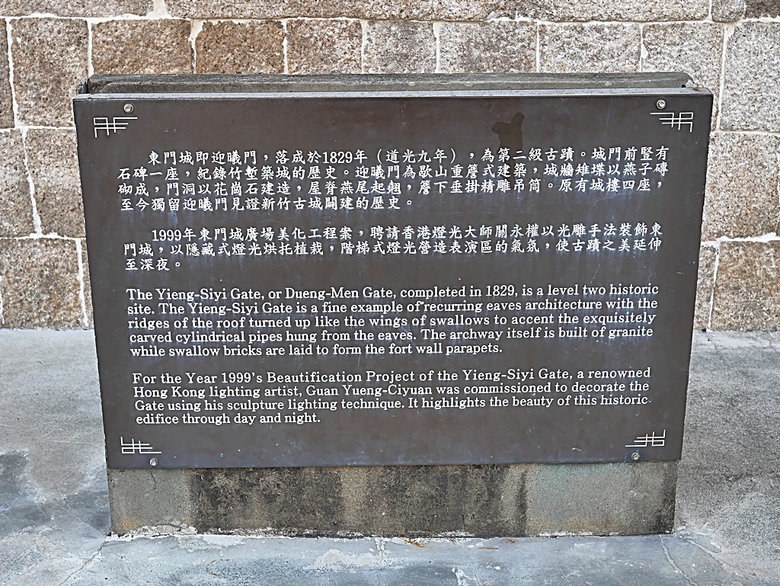 東門城即迎曦門，落成於1829年（道光九年），為第二級古蹟。城門前豎有
石碑一座，紀錄竹塹築城的歷史。迎曦門為歇山重簷式建築，城牆雉堞以燕子磚
砌成，門洞以花崗石建造，屋脊燕尾起翹，簷下垂掛精雕吊筒。原有城樓四座，
至今獨留迎曦門見證新竹古城闢建的歷史。
1999年東門城廣場美化工程案，聘請香港燈光大師關永權以光雕手法裝飾東
門城，以隱藏式燈光烘托植栽，階梯式燈光營造表演區的氣氛，使古蹟之美延伸
至深夜。
The Yieng-Siyi Gate, or Dueng-Men Gate, completed in 1829, is a level two historic
site. The Yieng-Siyi Gate is a fine example of recurring eaves architecture with the
ridges of the roof turned up like the wings of swallows to accent the exquisitely
carved cylindrical pipes hung from the eaves. The archway itself is built of granite
while swallow bricks are laid to form the fort wall parapets.
For the Year 1999's Beautification Project of the Yieng-Siyi Gate, a renowned
Hong Kong lighting artist, Guan Yueng-Ciyuan was commissioned to decorate the
Gate using his sculpture lighting technique. It highlights the beauty of this historic
edifice through day and night.